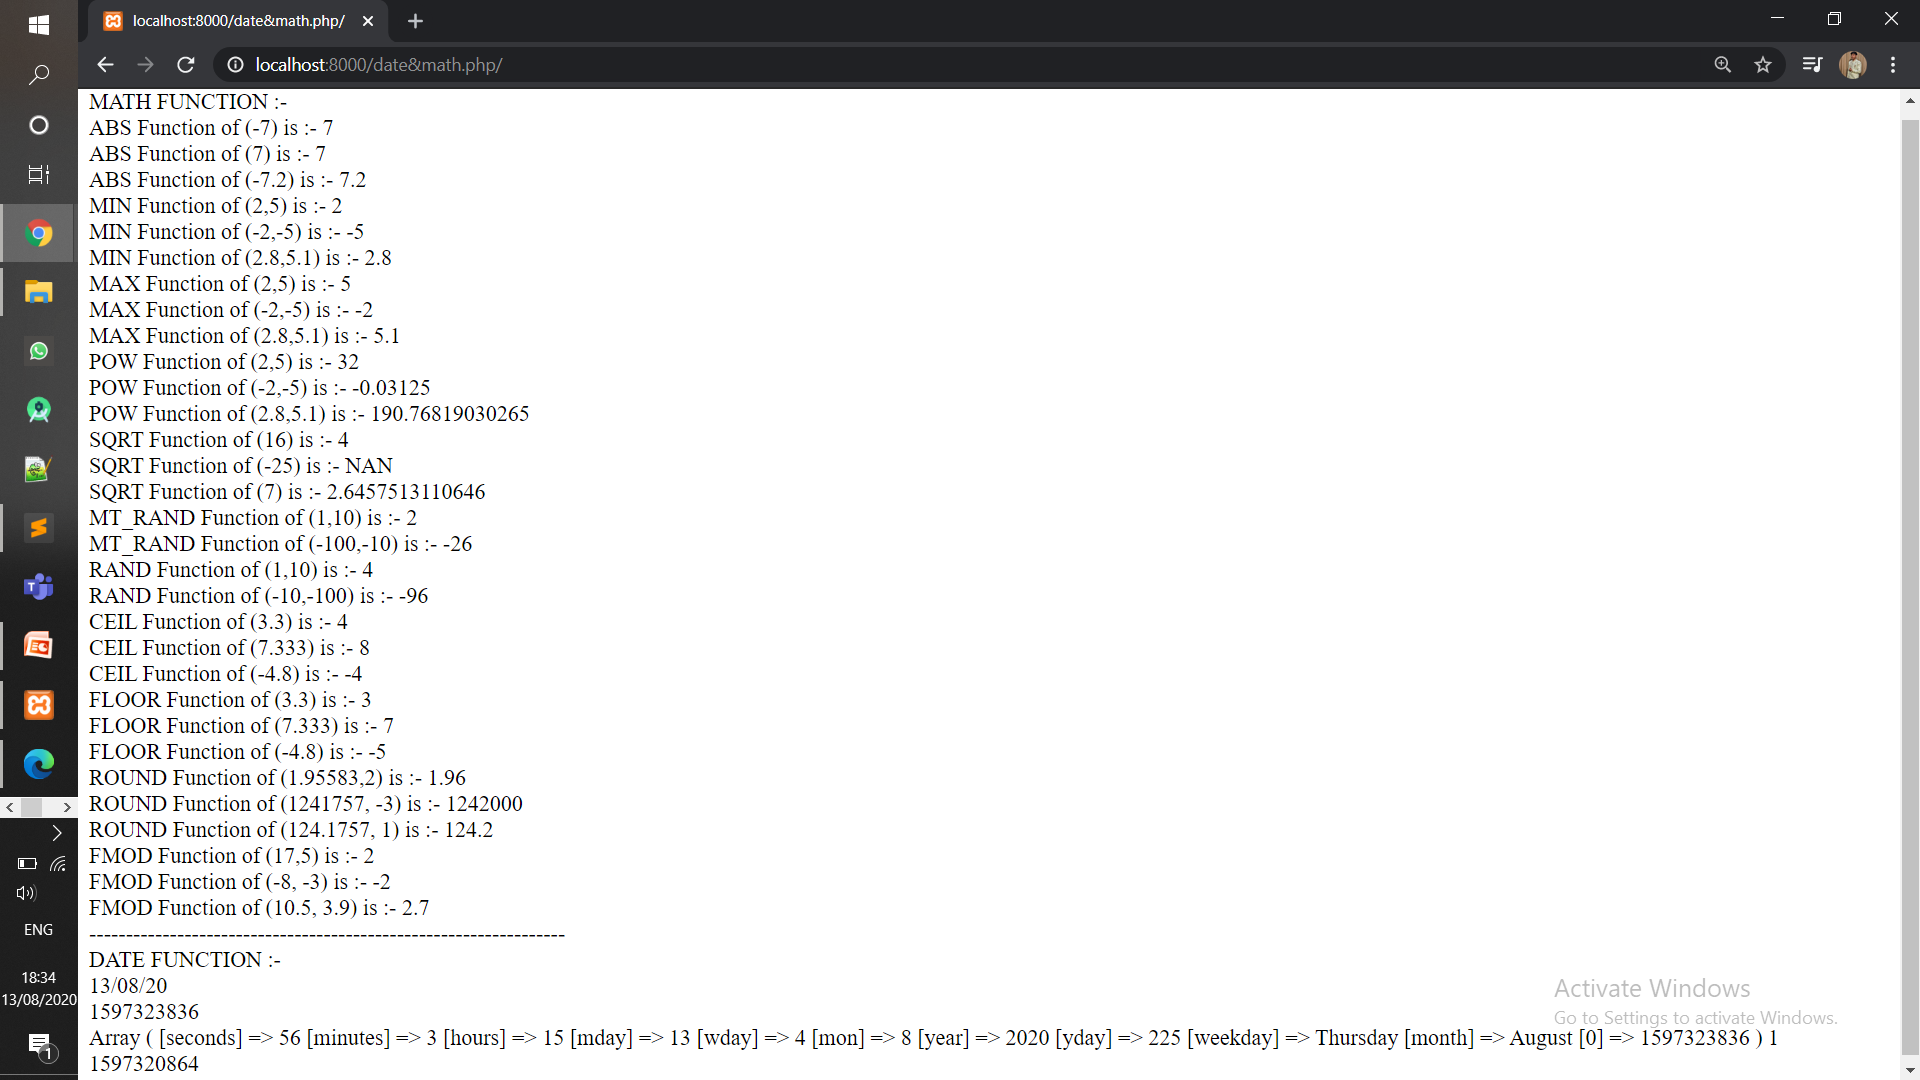 localhost:8000/date&math.php/
localhost:8000/date&math.php/
MATH FUNCTION :-
ABS Function of (-7) is :- 7
ABS Function of (7) is :- 7
ABS Function of (-7.2) is :- 7.2
MIN Function of (2,5) is :- 2
MIN Function of (-2,-5) is :- -5
MIN Function of (2.8,5.1) is :- 2.8
MAX Function of (2,5) is :- 5
MAX Function of (-2,-5) is :- -2
MAX Function of (2.8,5.1) is :- 5.1
POW Function of (2,5) is :- 32
POW Function of (-2,-5) is :- -0.03125
POW Function of (2.8,5.1) is :- 190.76819030265
SQRT Function of (16) is :- 4
SQRT Function of (-25) is :- NAN
SQRT Function of (7) is :- 2.6457513110646
MT_RAND Function of (1,10) is :- 2
MT_RAND Function of (-100,-10) is :- -26
RAND Function of (1,10) is :- 4
RAND Function of (-10,-100) is :- -96
CEIL Function of (3.3) is :- 4
CEIL Function of (7.333) is :- 8
CEIL Function of (-4.8) is :- -4
FLOOR Function of (3.3) is :- 3
FLOOR Function of (7.333) is :- 7
FLOOR Function of (-4.8) is :- -5
ROUND Function of (1.95583,2) is :- 1.96
ROUND Function of (1241757, -3) is :- 1242000
ROUND Function of (124.1757, 1) is :- 124.2
FMOD Function of (17,5) is :- 2
FMOD Function of (-8, -3) is :- -2
FMOD Function of (10.5, 3.9) is :- 2.7
------------------------------------------------------------------
DATE FUNCTION :-
13/08/20
1597323836
Array ( [seconds] => 56 [minutes] => 3 [hours] => 15 [mday] => 13 [wday] => 4 [mon] => 8 [year] => 2020 [yday] => 225 [weekday] => Thursday [month] => August [0] => 1597323836 ) 1
1597320864
Activate Windows
Go to Settings to activate Windows.
ENG
18:34
13/08/2020
1